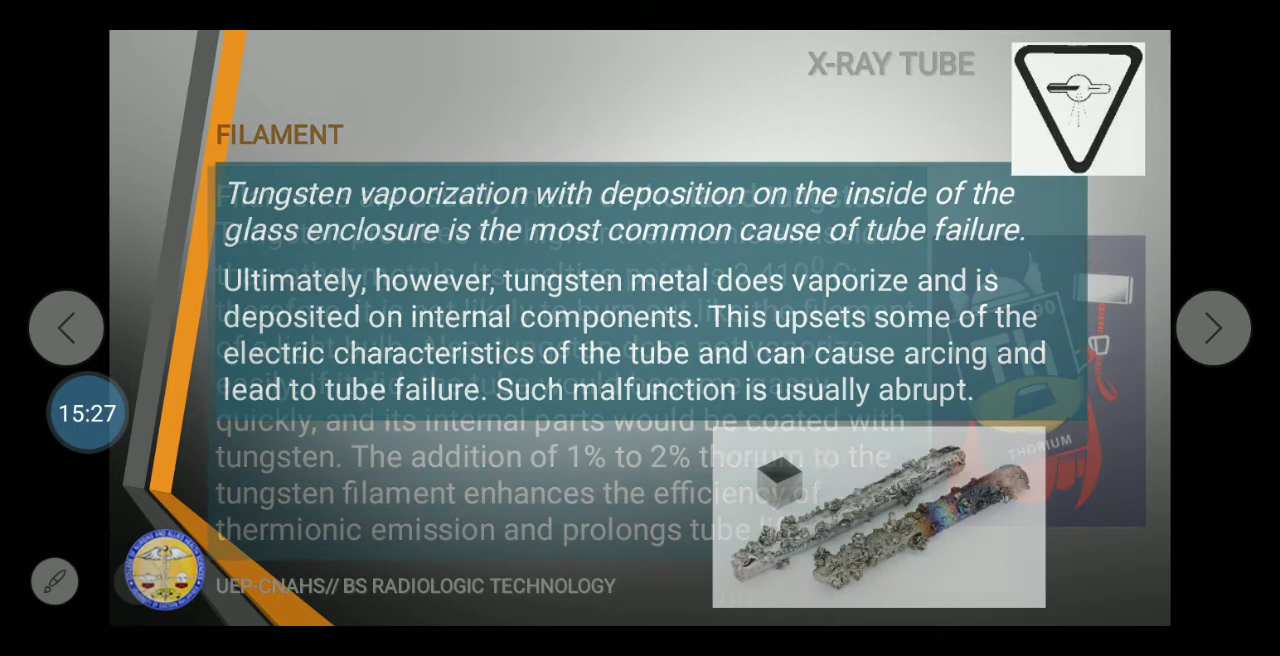 X-RAY TUBE
FILAMENT
Tungsten vaporization with deposition on the inside of the
glass enclosure is the most common cause of tube failure.
Ultimately, however, tungsten metal does vaporize and is
deposited on internal components. This upsets some of the
electric characteristics of the tube and can cause arcing and
lead to tube failure. Such malfunction is usually abrupt.
quickly, and its internal parts would be coated with
tungsten. The addition of 1% to 2% thorium to the
tungsten filament enhances the efficiency of
thermionic emission and prolongs tube
90
Th
THORIUM
15:27
UEP-CNAHS// BS RADIOLOGIC TECHNOLOGY